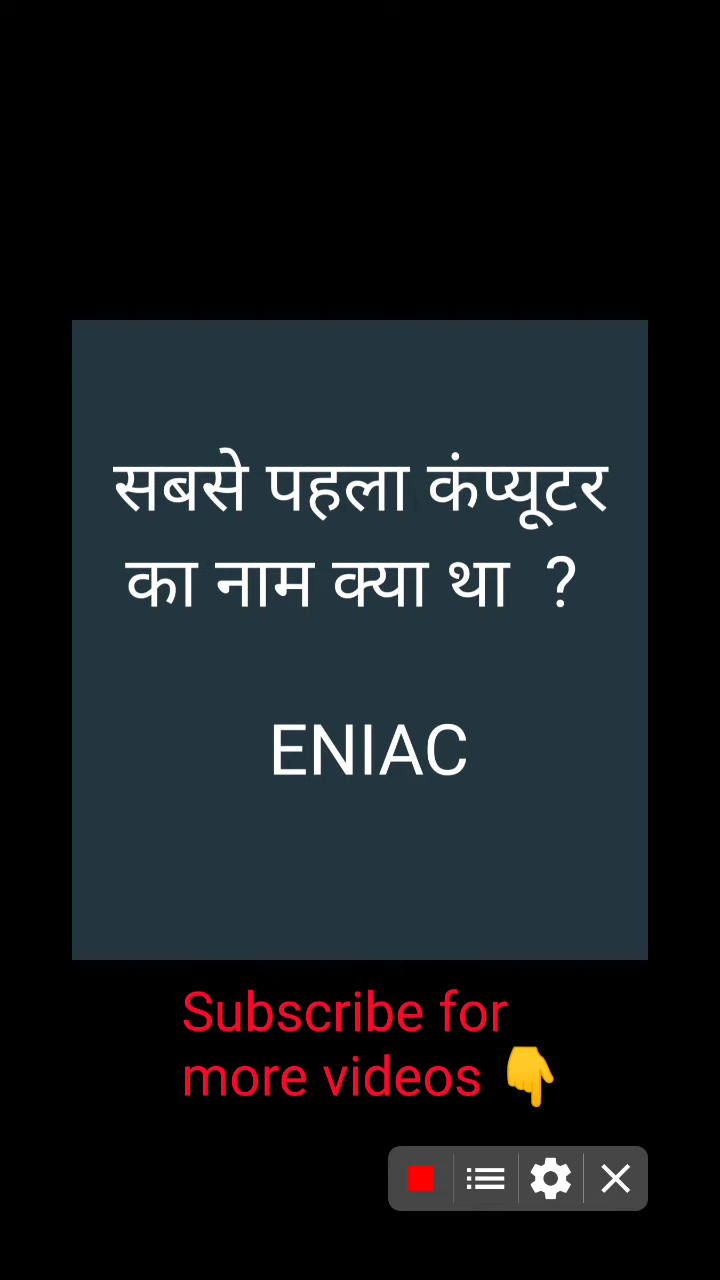 सबसे पहला कंप्यूटर
का नाम क्या था ?
ENIAC
Subscribe for
more videos 👇